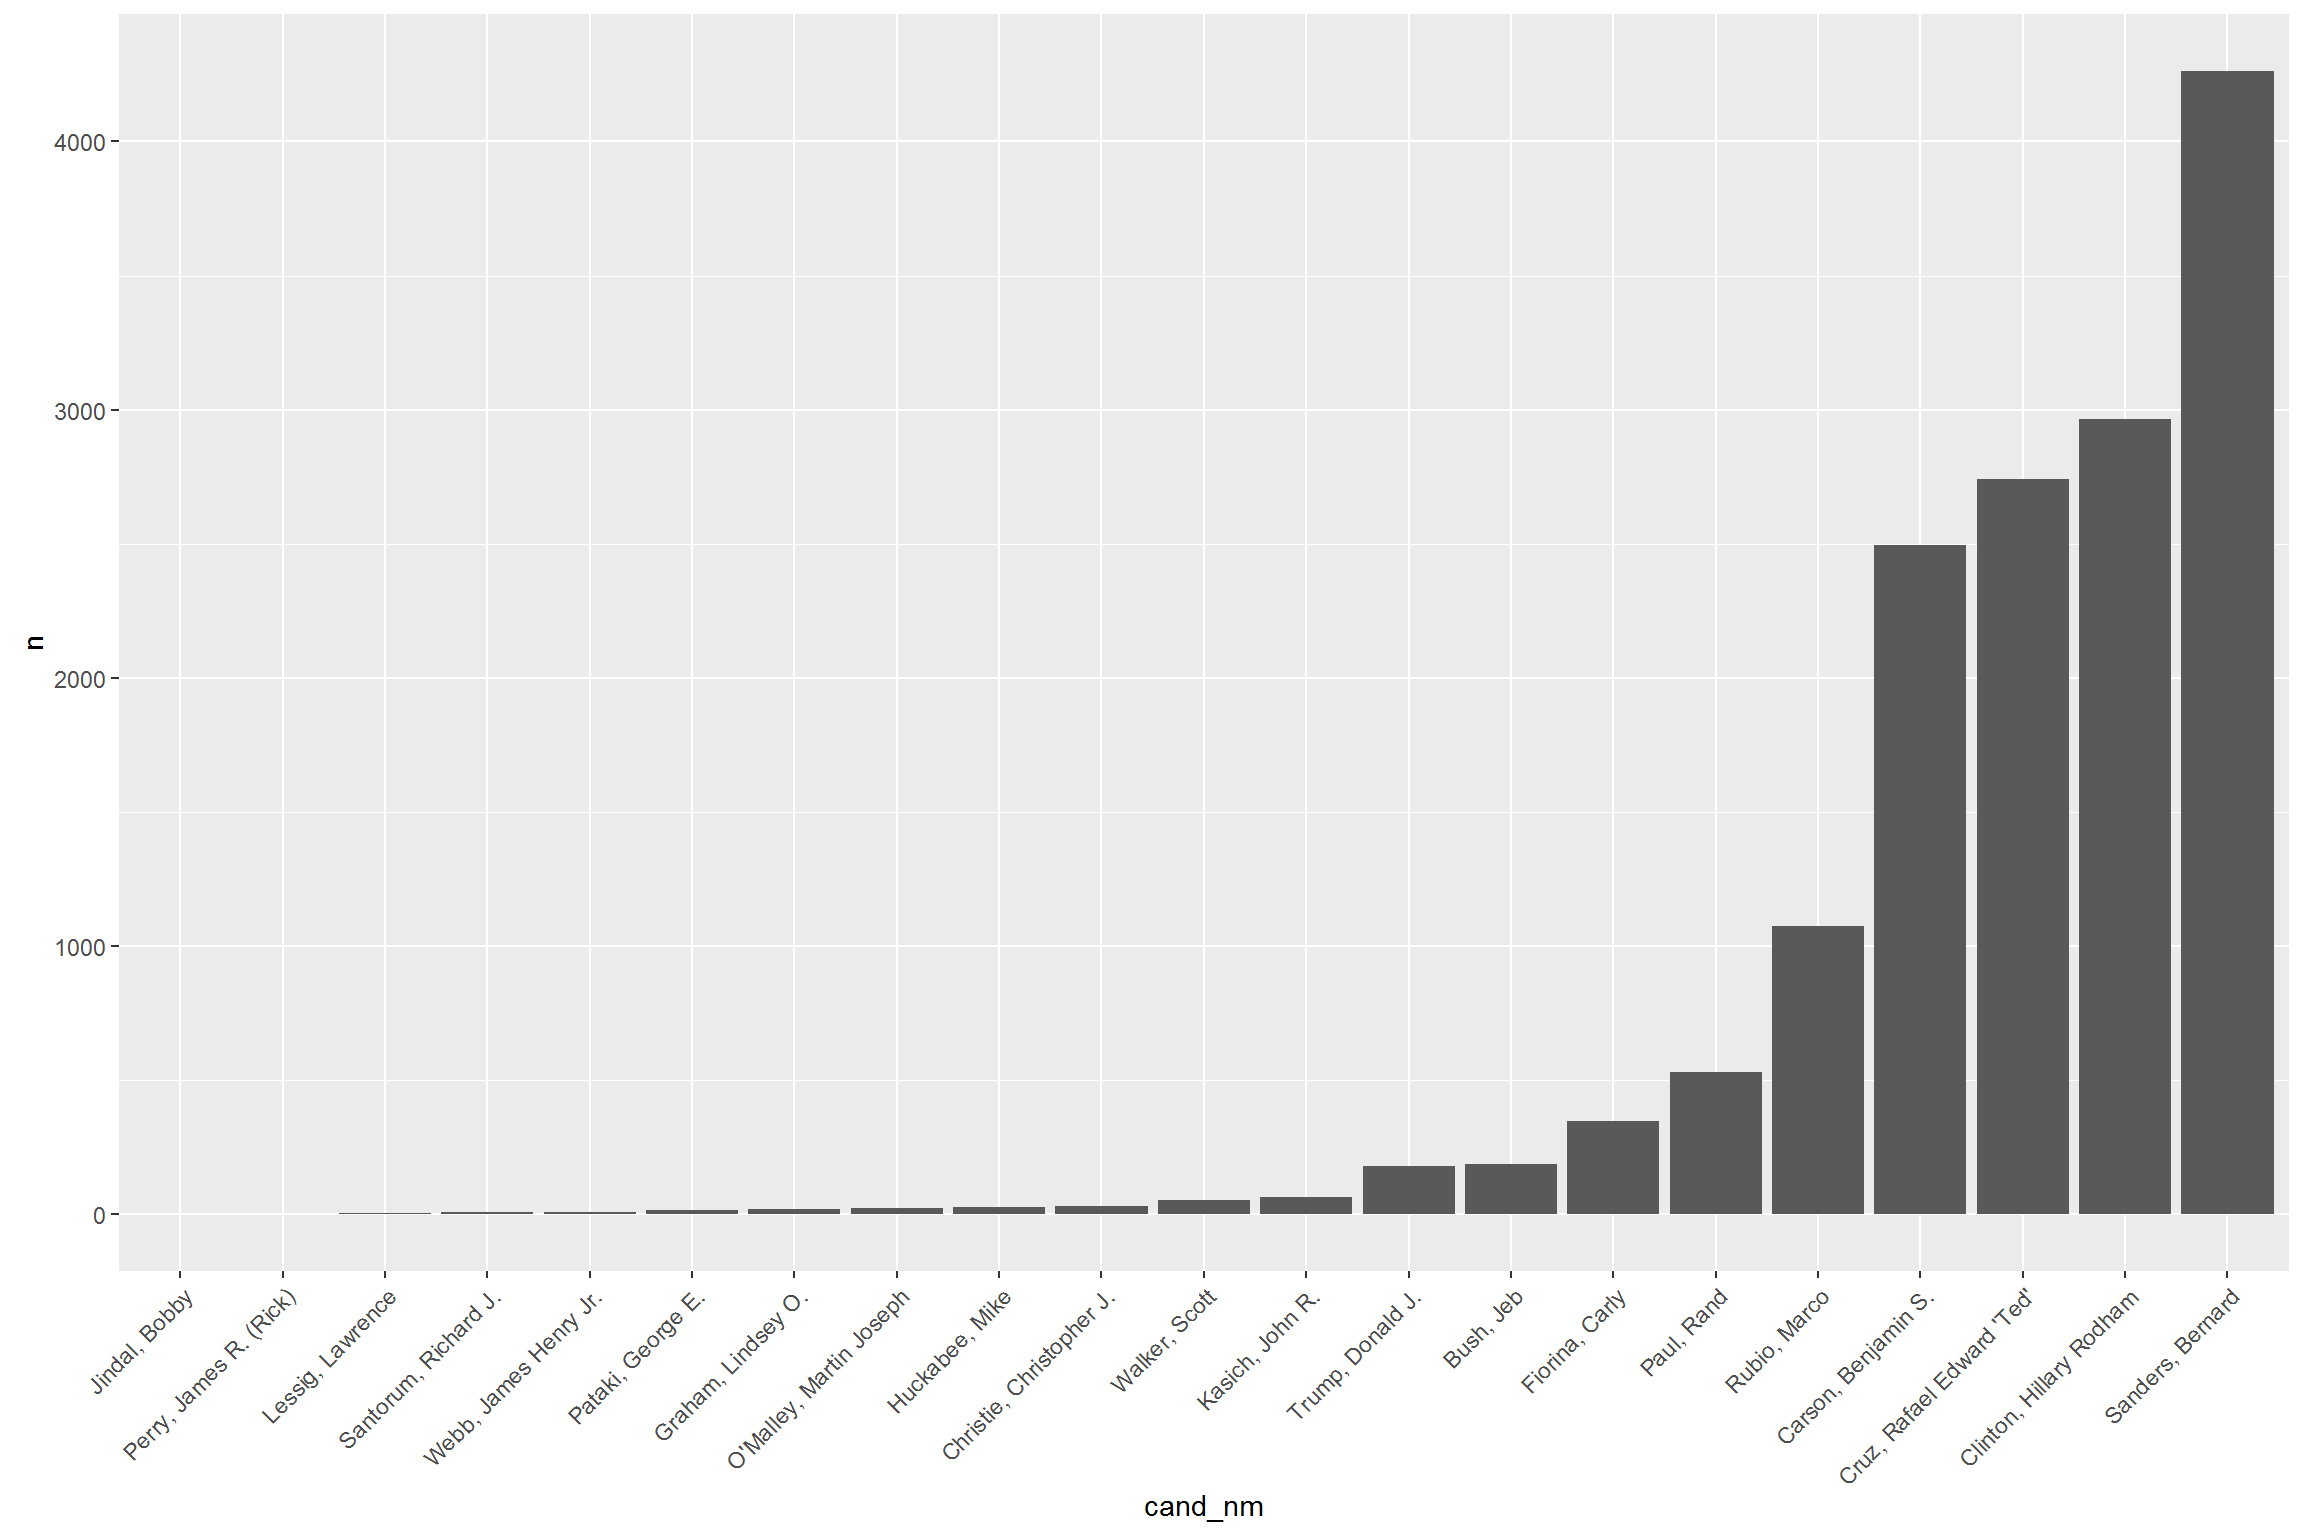 4000
3000
2000
1000
0
n
Jindal, Bobby
Perry, James R. (Rick)
Lessig, Lawrence
Santorum, Richard J.
Webb, James Henry Jr.
Pataki, George E.
Graham, Lindsey O.
O'Malley, Martin Joseph
Huckabee, Mike
Christie, Christopher J.
Walker, Scott
Kasich, John R.
Trump, Donald J.
Bush, Jeb
Fiorina, Carly
Paul, Rand
Rubio, Marco
Carson, Benjamin S.
Cruz, Rafael Edward 'Ted'
Clinton, Hillary Rodham
Sanders, Bernard
cand_nm